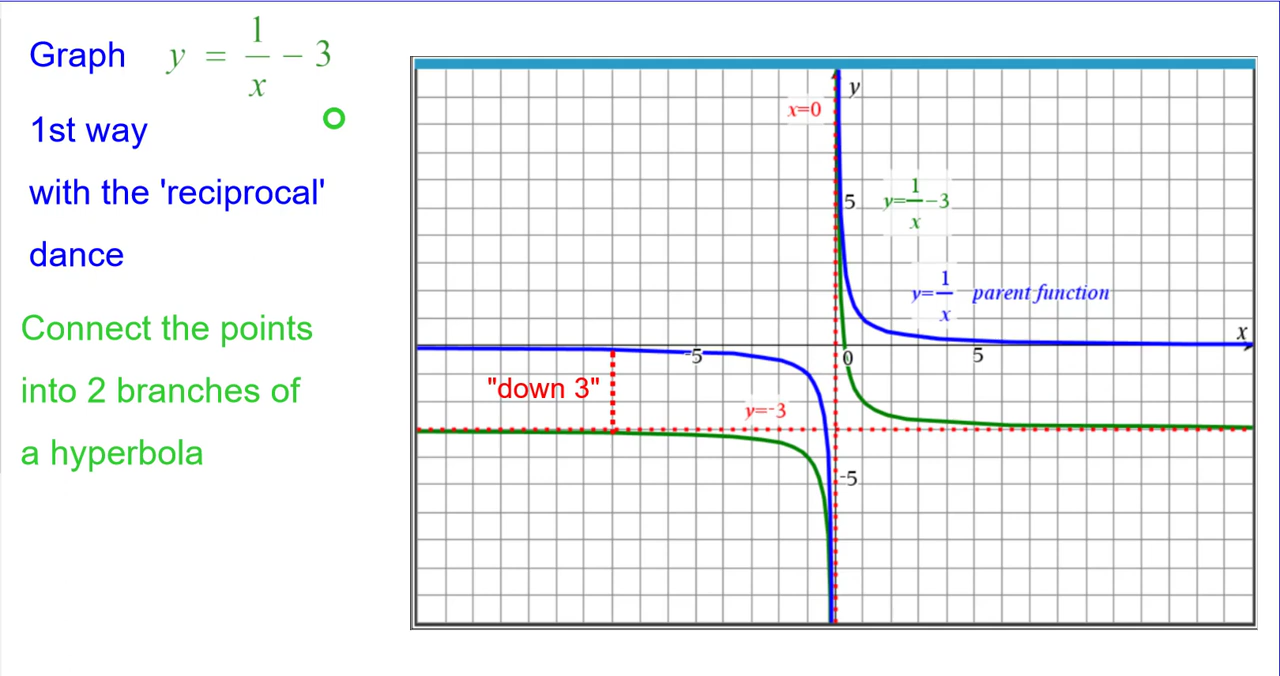 Graph y = 1/x − 3
1st way
with the 'reciprocal'
dance
Connect the points
into 2 branches of
a hyperbola
x=0
y
5
y=1/x−3
y=1/x parent function
x
-5
0
5
"down 3"
y=-3
-5